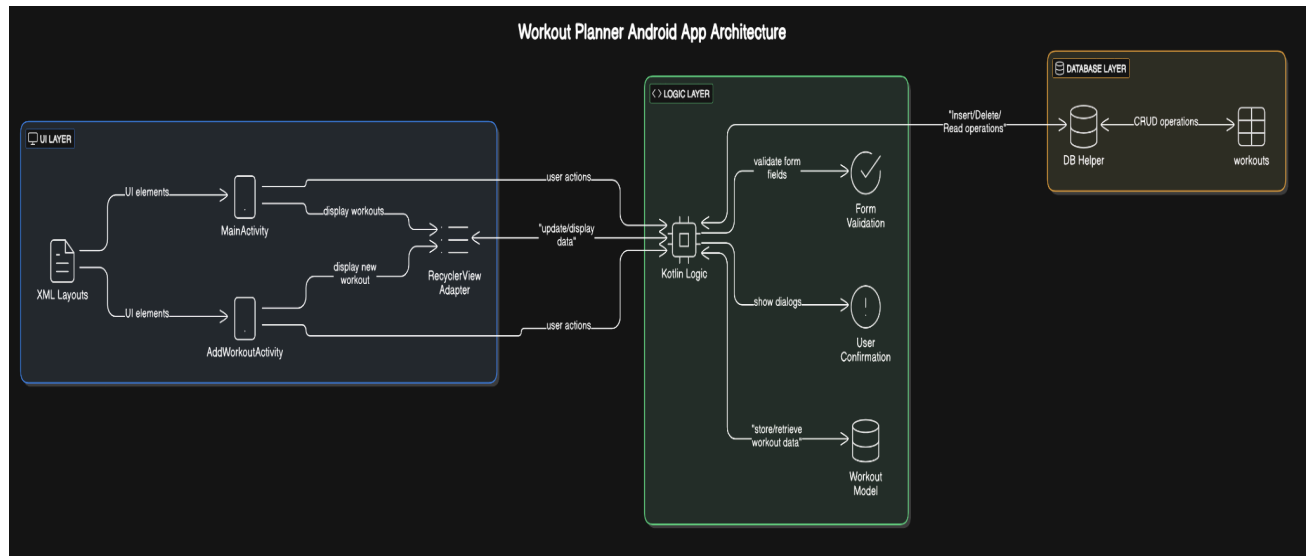 Workout Planner Android App Architecture
UI LAYER
XML Layouts
UI elements
UI elements
MainActivity
AddWorkoutActivity
display workouts
display new
workout
RecyclerView
Adapter
user actions
"update/display
data"
user actions
LOGIC LAYER
Kotlin Logic
validate form
fields
Form
Validation
show dialogs
User
Confirmation
"store/retrieve
workout data"
Workout
Model
"Insert/Delete/
Read operations"
DATABASE LAYER
DB Helper
CRUD operations
workouts